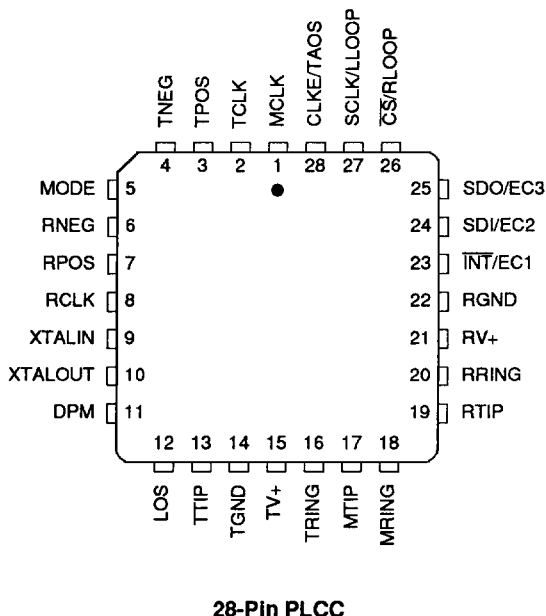 TNEG TPOS TCLK MCLK CLKE/TAOS SCLK/LLOOP CS/RLOOP
4 3 2 1 28 27 26
MODE 5 25 SDO/EC3
RNEG 6 24 SDI/EC2
RPOS 7 23 INT/EC1
RCLK 8 22 RGND
XTALIN 9 21 RV+
XTALOUT 10 20 RRING
DPM 11 19 RTIP
12 13 14 15 16 17 18
LOS TTIP TGND TV+ TRING MTIP MRING
28-Pin PLCC